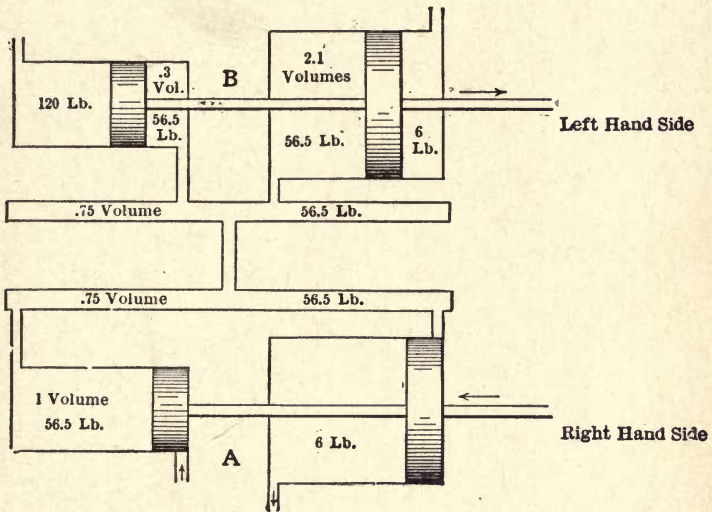 .3
Vol.
B
2.1
Volumes
120 Lb.
56.5
Lb.
56.5 Lb.
6
Lb.
Left Hand Side
.75 Volume 56.5 Lb.
.75 Volume 56.5 Lb.
1 Volume
56.5 Lb.
A
6 Lb.
Right Hand Side